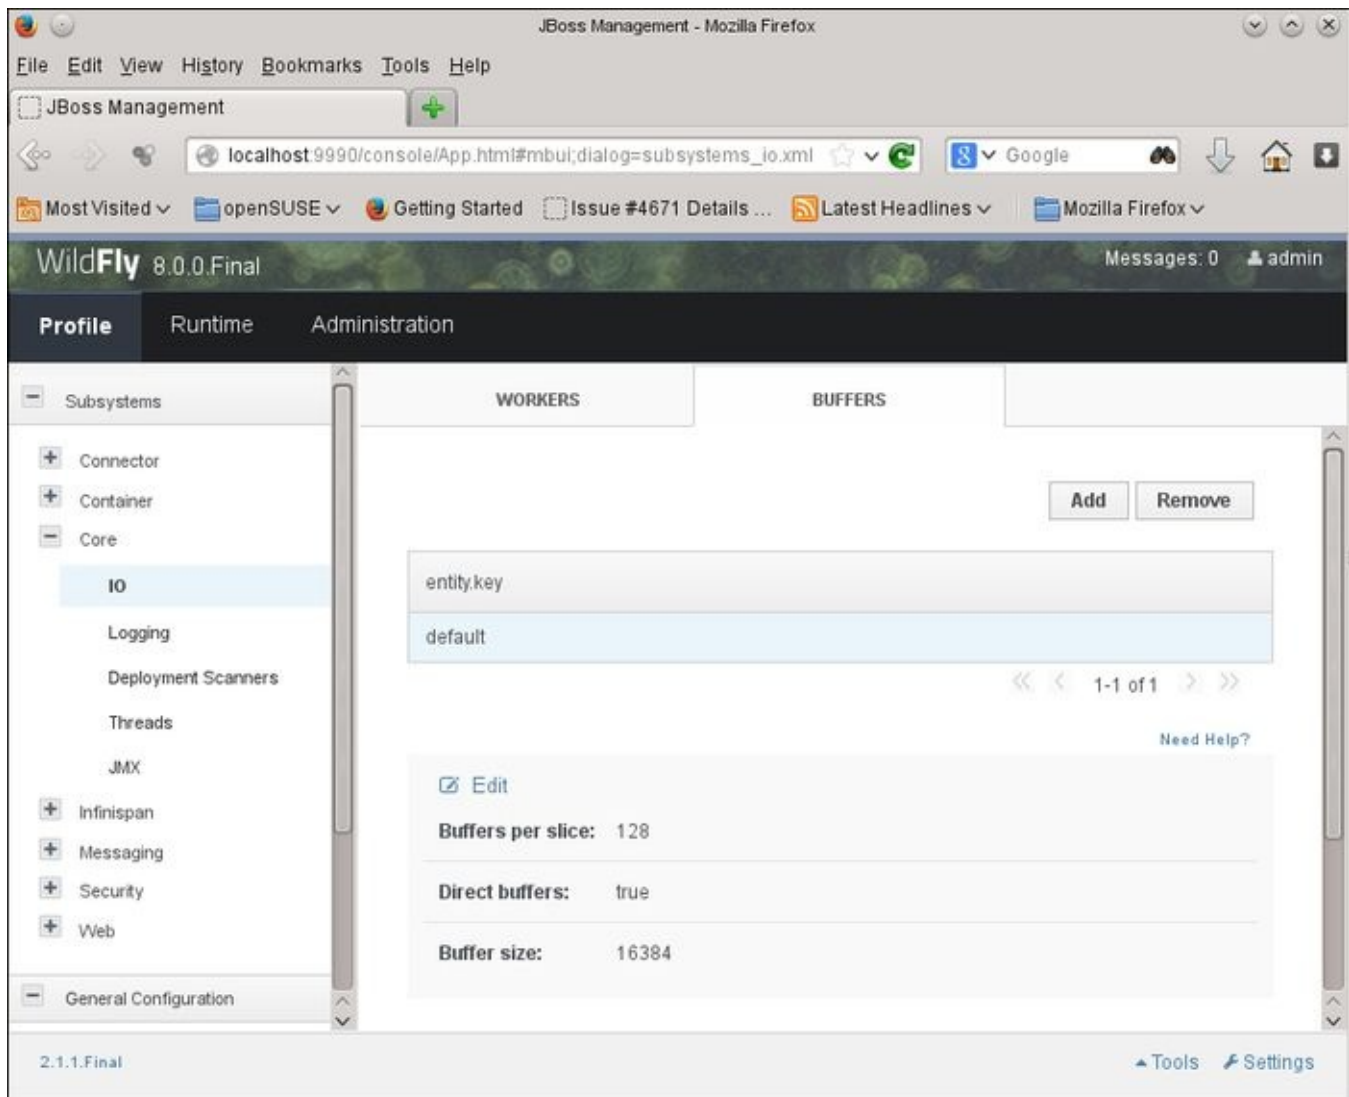 JBoss Management - Mozilla Firefox
File Edit View History Bookmarks Tools Help
JBoss Management
localhost:9990/console/App.html#mbui;dialog=subsystems_io.xml
8 Google
Most Visited openSUSE Getting Started Issue #4671 Details ... Latest Headlines Mozilla Firefox
WildFly 8.0.0.Final Messages: 0 admin
Profile Runtime Administration
Subsystems
Connector
Container
Core
IO
Logging
Deployment Scanners
Threads
JMX
Infinispan
Messaging
Security
Web
General Configuration
WORKERS BUFFERS
Add Remove
entity.key
default
1-1 of 1
Need Help?
Edit
Buffers per slice: 128
Direct buffers: true
Buffer size: 16384
2.1.1.Final Tools Settings